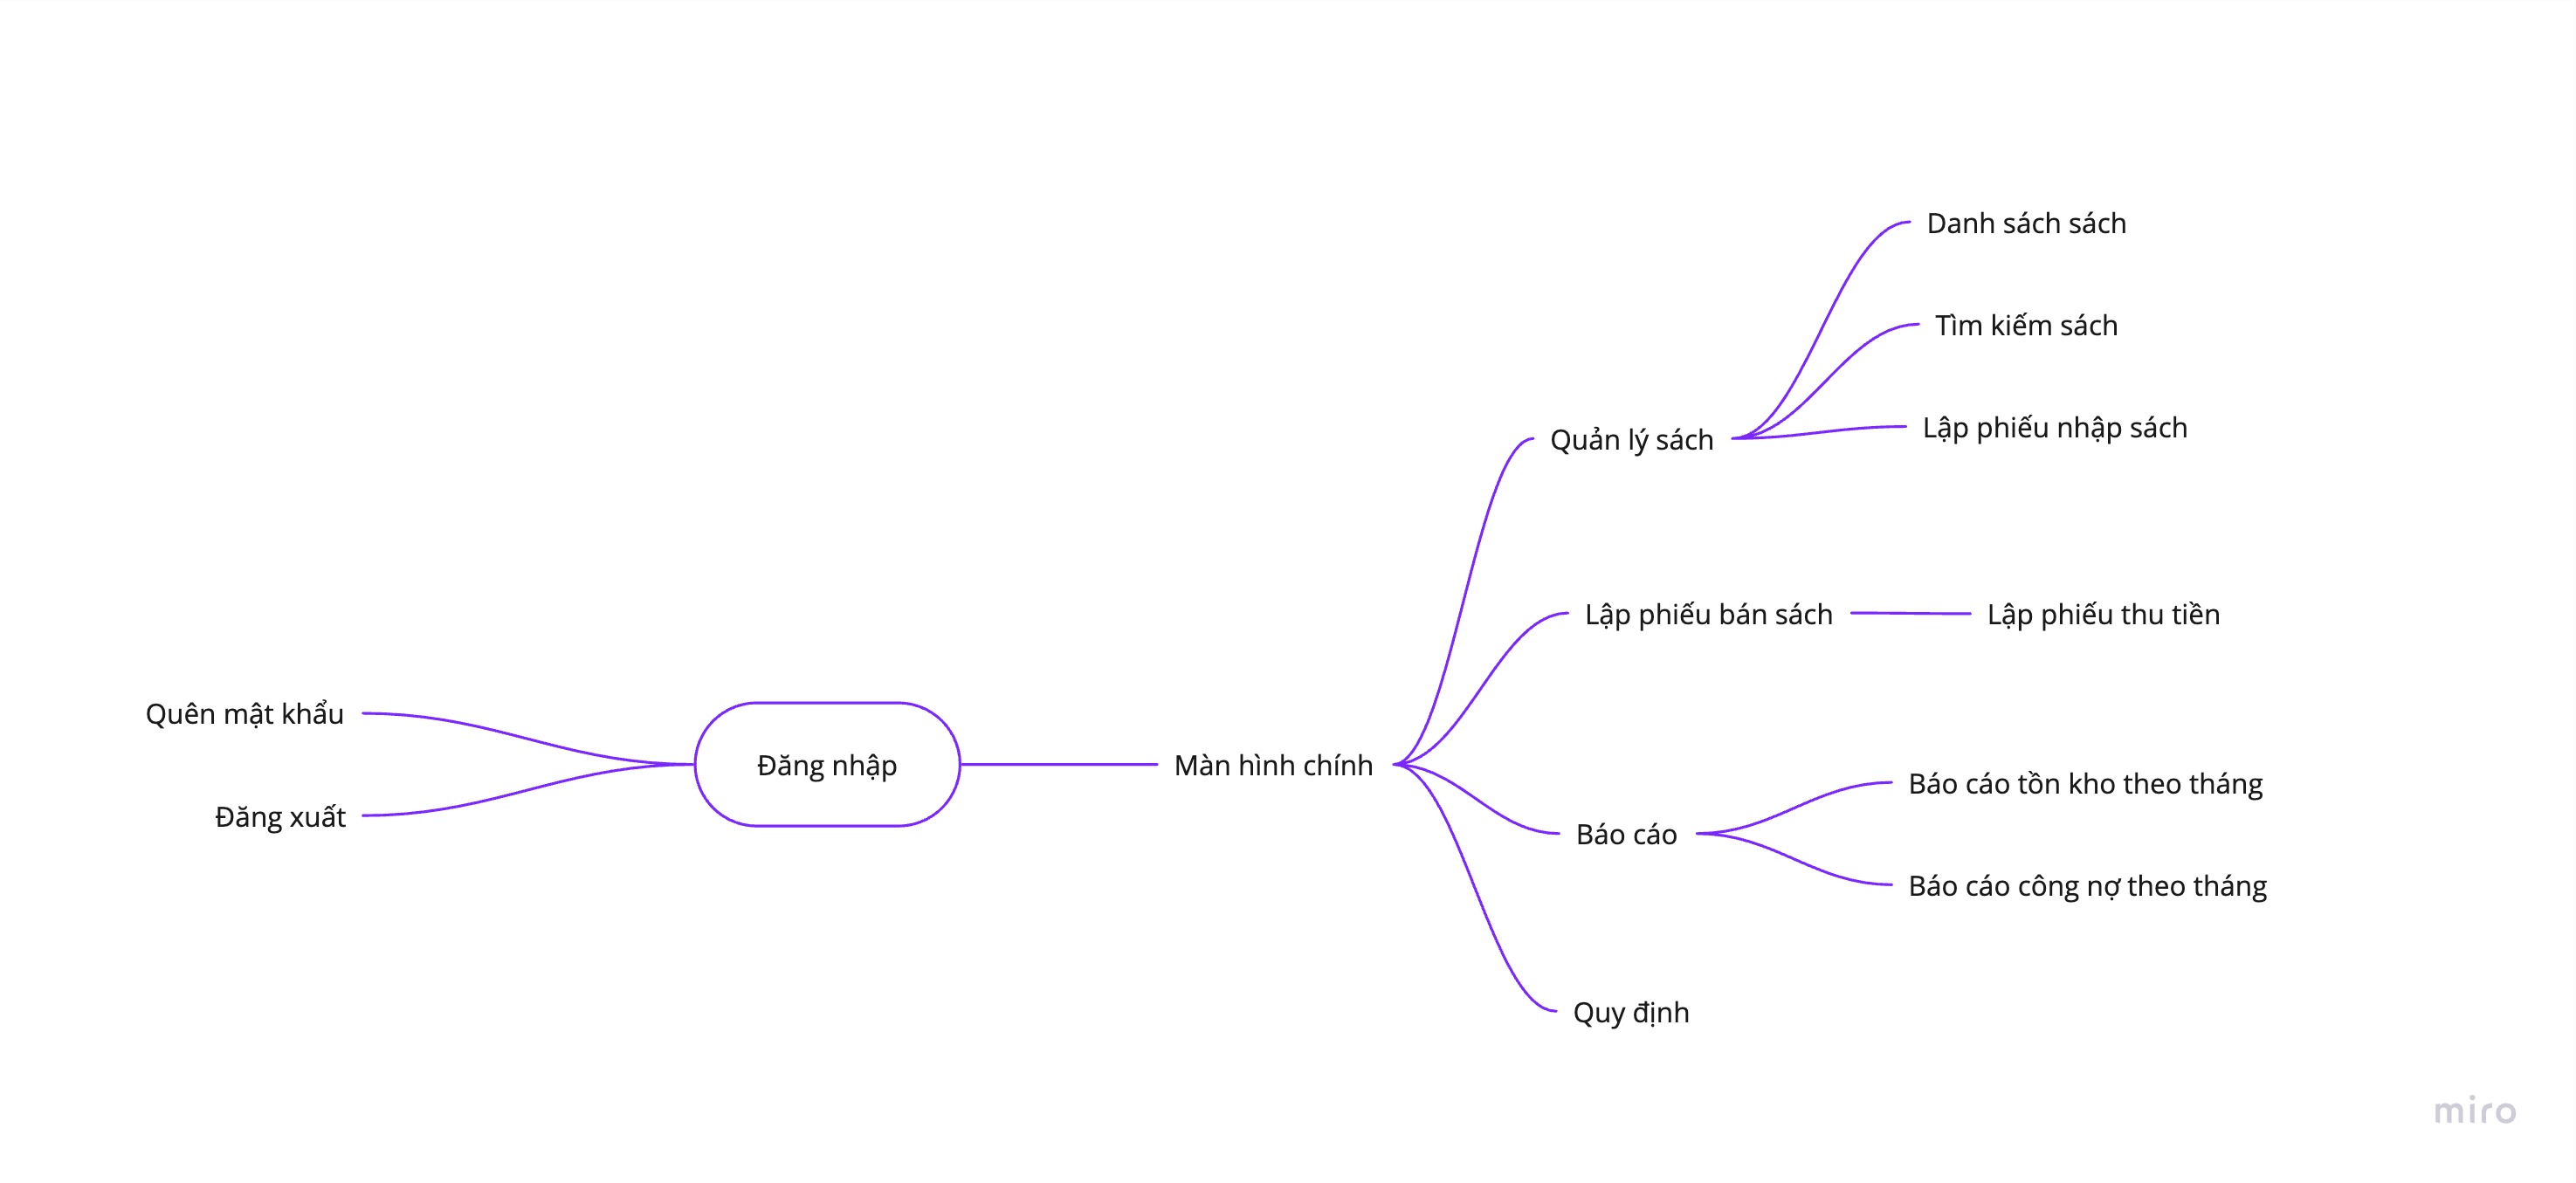 Danh sách sách
Tìm kiếm sách
Lập phiếu nhập sách
Quản lý sách
Lập phiếu bán sách
Lập phiếu thu tiền
Quên mật khẩu
Đăng nhập
Màn hình chính
Đăng xuất
Báo cáo tồn kho theo tháng
Báo cáo
Báo cáo công nợ theo tháng
Quy định
miro